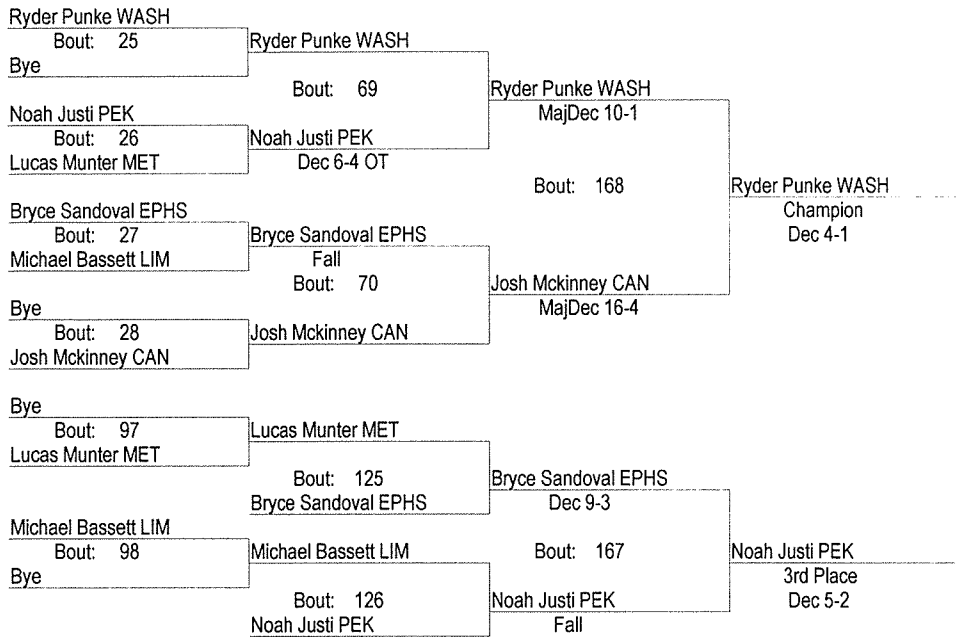 Ryder Punke WASH
Bout: 25
Bye
Ryder Punke WASH
Bout: 69
Noah Justi PEK
Bout: 26
Lucas Munter MET
Noah Justi PEK
Dec 6-4 OT
Ryder Punke WASH
MajDec 10-1
Bout: 168
Bryce Sandoval EPHS
Bout: 27
Michael Bassett LIM
Bryce Sandoval EPHS
Fall
Bout: 70
Bye
Bout: 28
Josh Mckinney CAN
Josh Mckinney CAN
Josh Mckinney CAN
MajDec 16-4
Ryder Punke WASH
Champion
Dec 4-1
Bye
Bout: 97
Lucas Munter MET
Lucas Munter MET
Bout: 125
Bryce Sandoval EPHS
Bryce Sandoval EPHS
Dec 9-3
Michael Bassett LIM
Bout: 98
Bye
Michael Bassett LIM
Bout: 126
Noah Justi PEK
Bout: 167
Noah Justi PEK
Fall
Noah Justi PEK
3rd Place
Dec 5-2